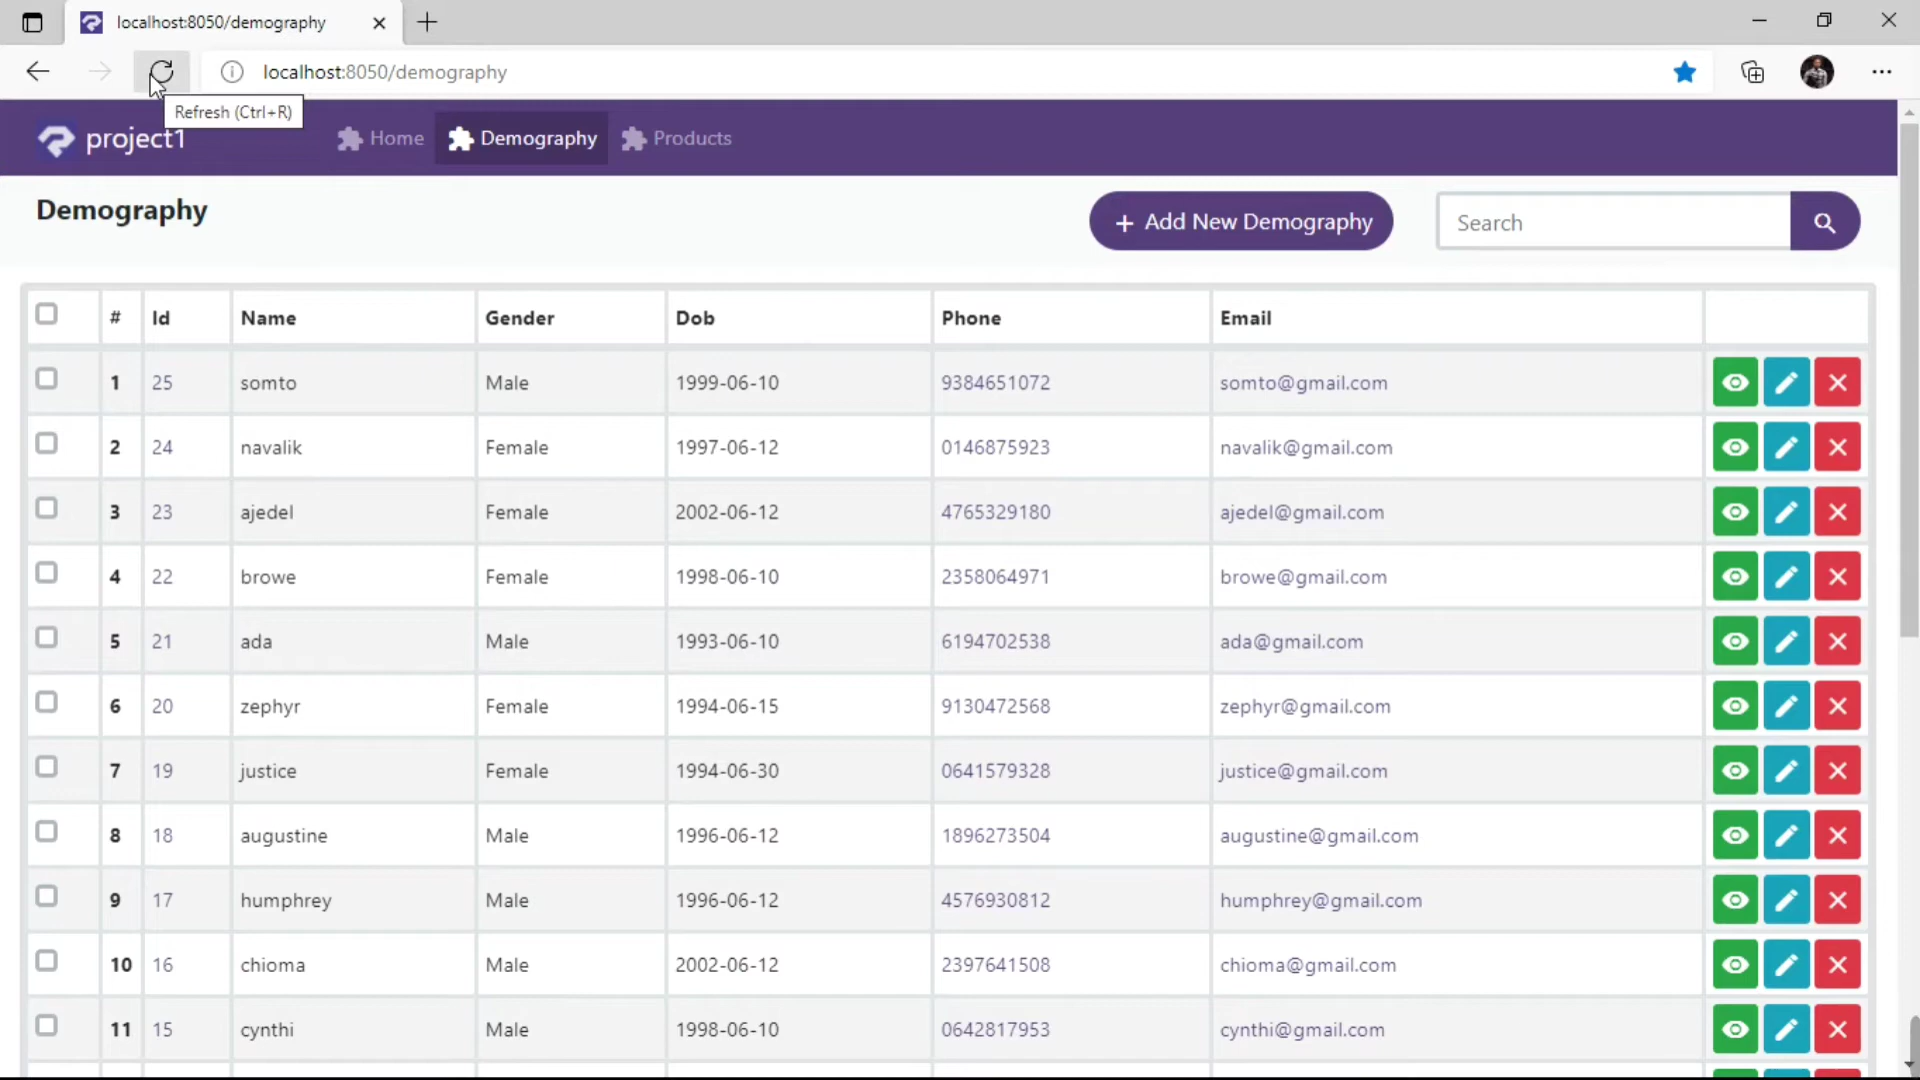 localhost:8050/demography
localhost:8050/demography
Refresh (Ctrl+R)
project1 Home Demography Products
Demography + Add New Demography Search
# Id Name Gender Dob Phone Email
1 25 somto Male 1999-06-10 9384651072 somto@gmail.com
2 24 navalik Female 1997-06-12 0146875923 navalik@gmail.com
3 23 ajedel Female 2002-06-12 4765329180 ajedel@gmail.com
4 22 browe Female 1998-06-10 2358064971 browe@gmail.com
5 21 ada Male 1993-06-10 6194702538 ada@gmail.com
6 20 zephyr Female 1994-06-15 9130472568 zephyr@gmail.com
7 19 justice Female 1994-06-30 0641579328 justice@gmail.com
8 18 augustine Male 1996-06-12 1896273504 augustine@gmail.com
9 17 humphrey Male 1996-06-12 4576930812 humphrey@gmail.com
10 16 chioma Male 2002-06-12 2397641508 chioma@gmail.com
11 15 cynthi Male 1998-06-10 0642817953 cynthi@gmail.com